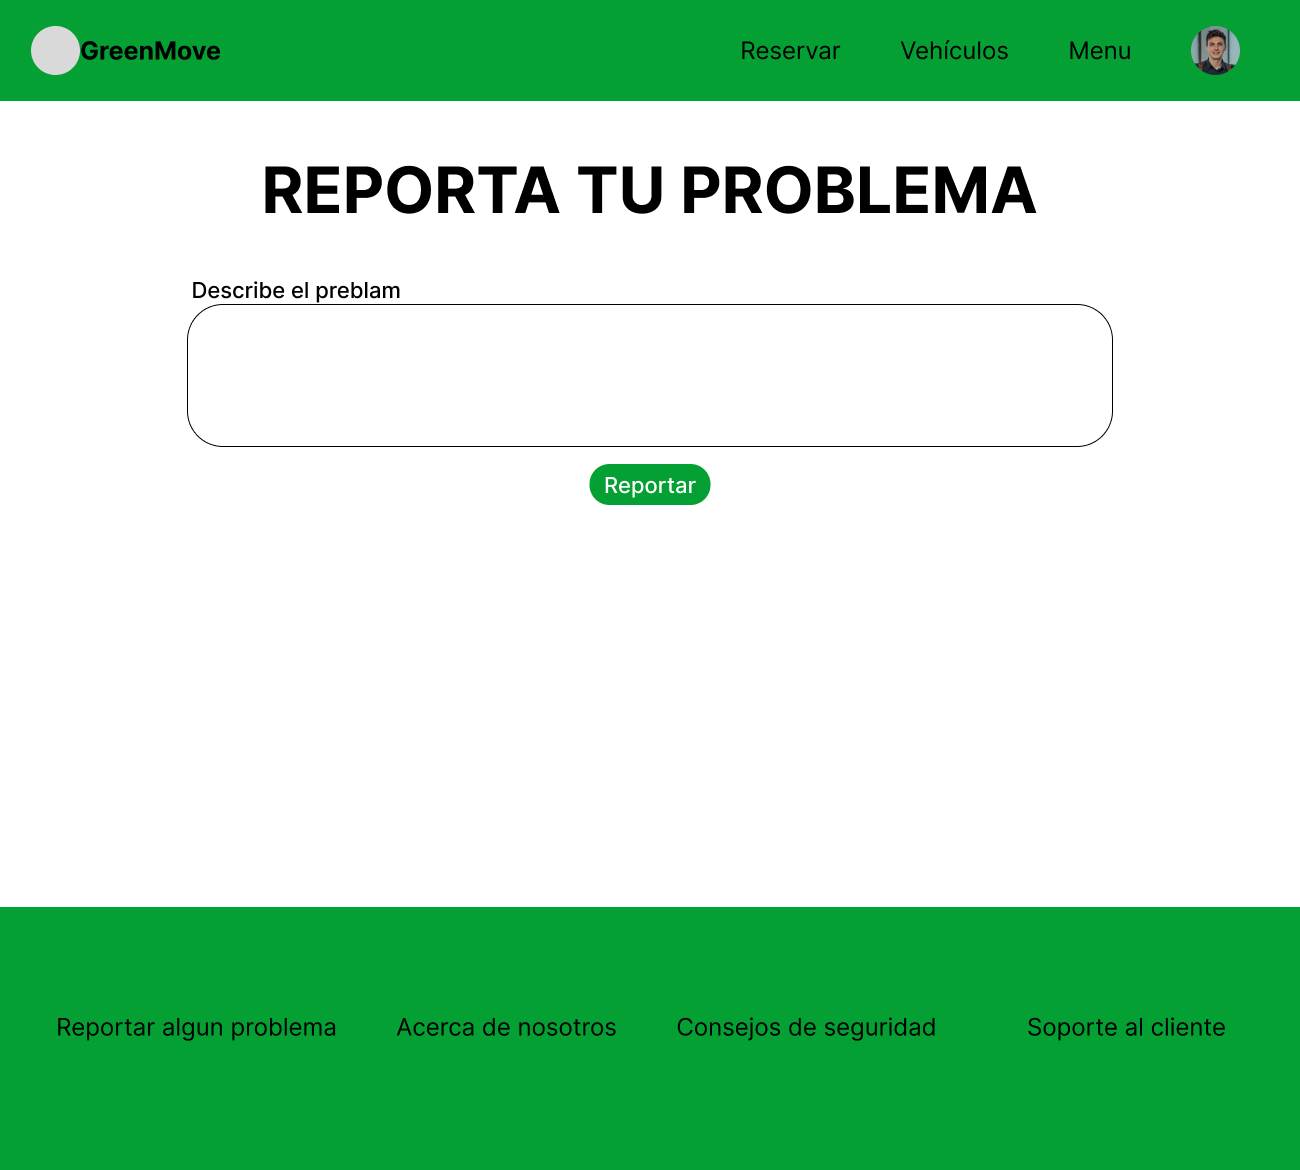 GreenMove
Reservar
Vehículos
Menu
REPORTA TU PROBLEMA
Describe el preblam
Reportar
Reportar algun problema
Acerca de nosotros
Consejos de seguridad
Soporte al cliente